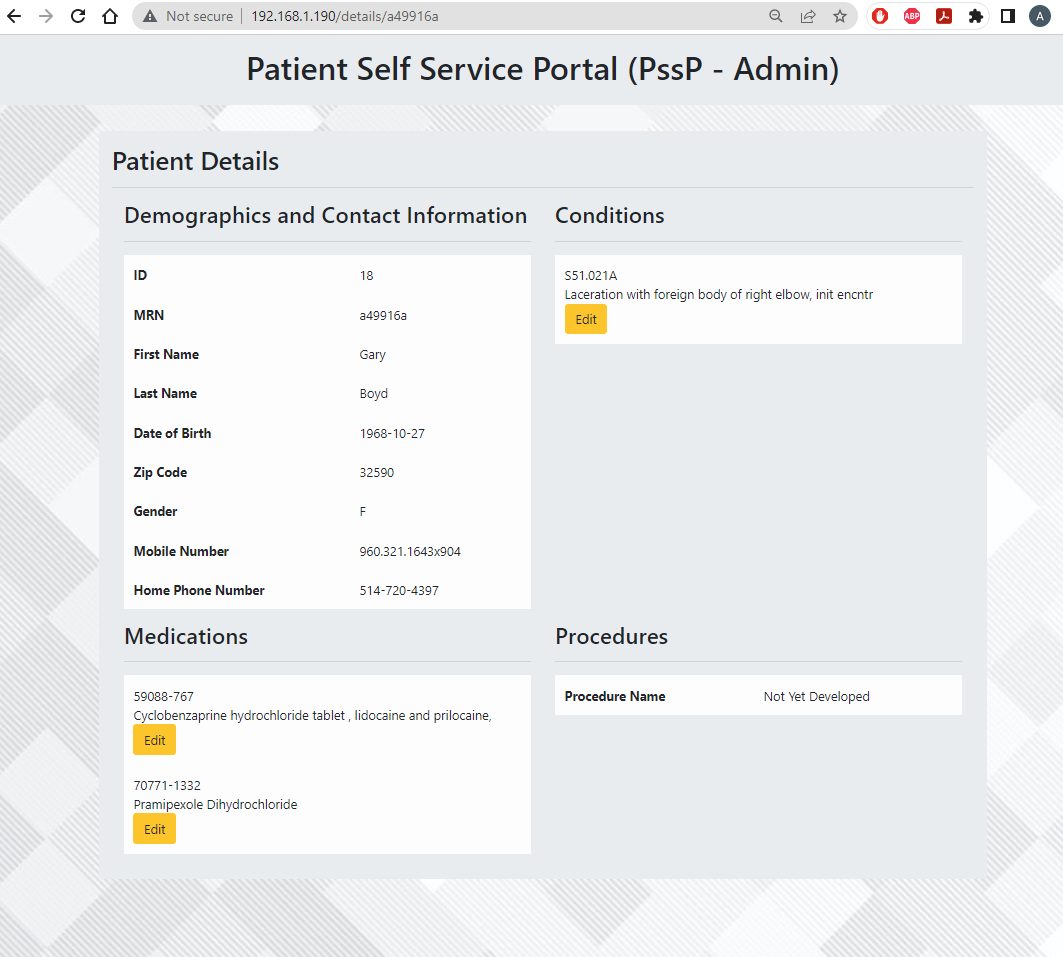 Not secure 192.168.1.190/details/a49916a
ABP
A
Patient Self Service Portal (PssP - Admin)
Patient Details
Demographics and Contact Information
ID 18
MRN a49916a
First Name Gary
Last Name Boyd
Date of Birth 1968-10-27
Zip Code 32590
Gender F
Mobile Number 960.321.1643x904
Home Phone Number 514-720-4397
Conditions
S51.021A
Laceration with foreign body of right elbow, init encntr
Edit
Medications
59088-767
Cyclobenzaprine hydrochloride tablet , lidocaine and prilocaine,
Edit
70771-1332
Pramipexole Dihydrochloride
Edit
Procedures
Procedure Name Not Yet Developed